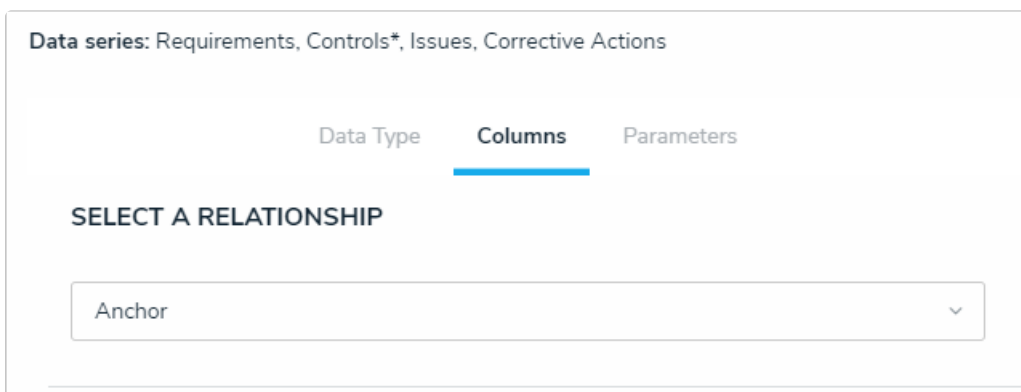 Data series: Requirements, Controls*, Issues, Corrective Actions
Data Type Columns Parameters
SELECT A RELATIONSHIP
Anchor